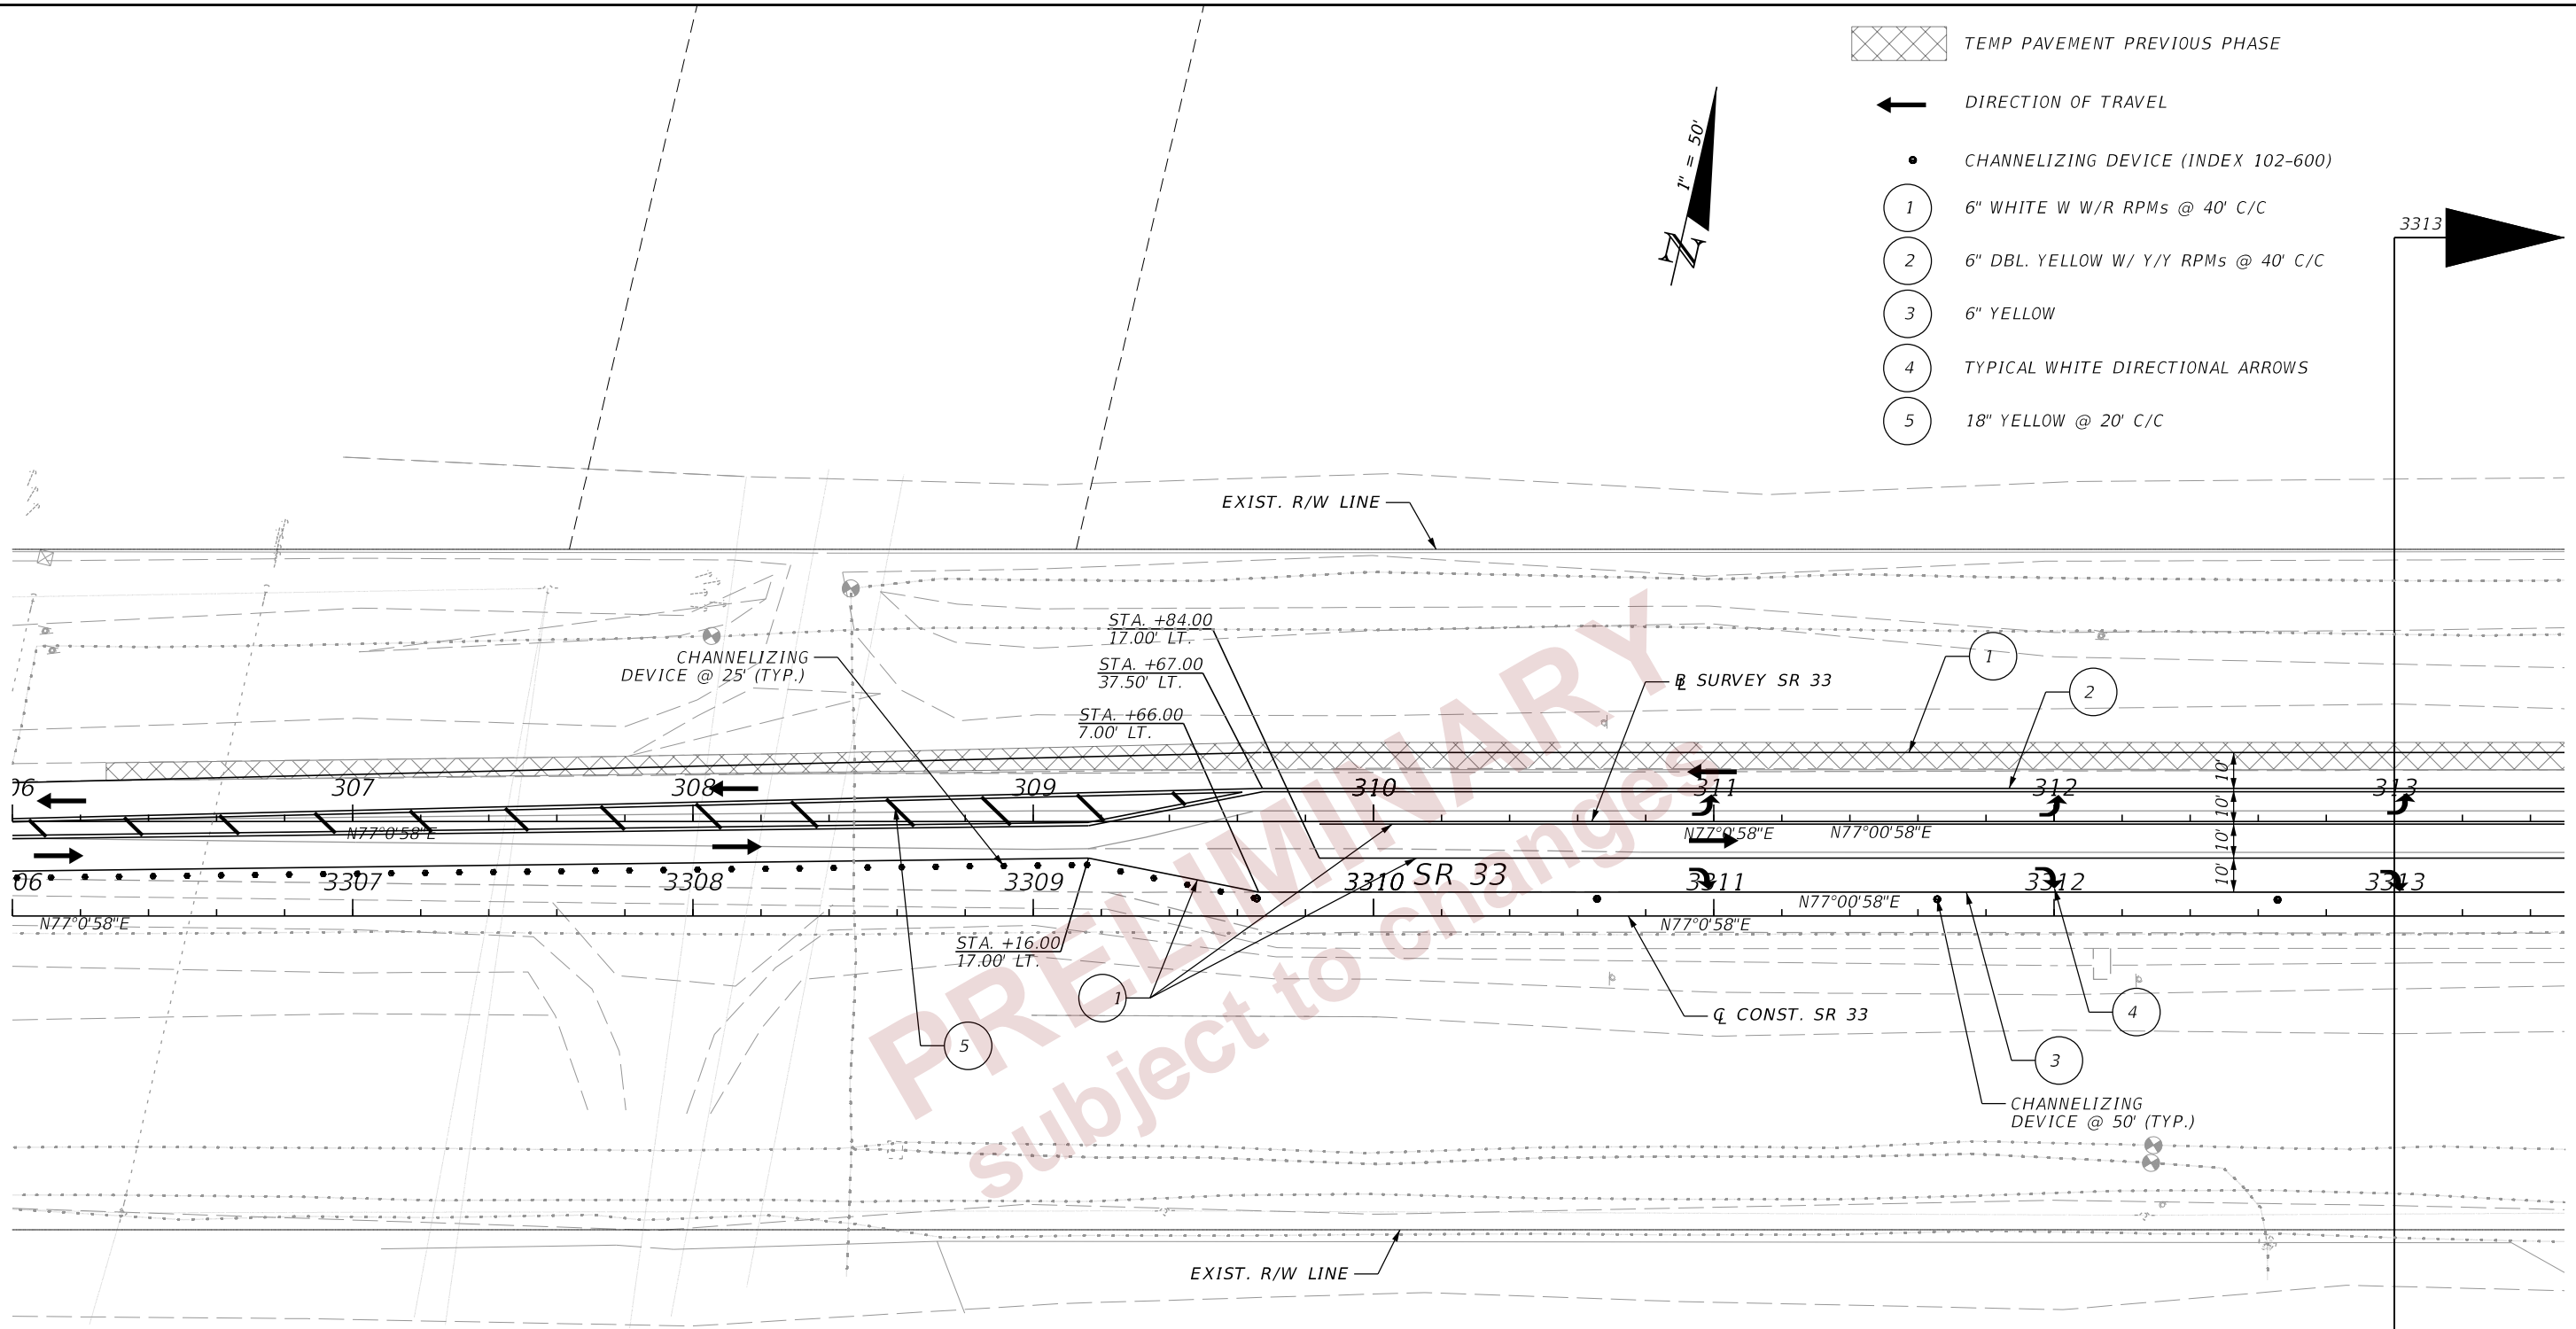 TEMP PAVEMENT PREVIOUS PHASE
DIRECTION OF TRAVEL
CHANNELIZING DEVICE (INDEX 102-600)
1
6" WHITE W W/R RPMs @ 40' C/C
2
6" DBL. YELLOW W/ Y/Y RPMs @ 40' C/C
3
6" YELLOW
4
TYPICAL WHITE DIRECTIONAL ARROWS
5
18" YELLOW @ 20' C/C
1" = 50'
N
3313
EXIST. R/W LINE
STA. +84.00
17.00' LT.
CHANNELIZING
DEVICE @ 25' (TYP.)
STA. +67.00
37.50' LT.
STA. +66.00
7.00' LT.
BL SURVEY SR 33
1
2
06
307
308
309
310
311
312
313
10'
10'
10'
10'
N77°0'58"E
N77°0'58"E
N77°00'58"E
06
3307
3308
3309
3310
SR 33
3311
3312
3313
N77°0'58"E
N77°00'58"E
N77°0'58"E
STA. +16.00
17.00' LT.
1
5
CL CONST. SR 33
4
3
CHANNELIZING
DEVICE @ 50' (TYP.)
EXIST. R/W LINE
PRELIMINARY
subject to changes